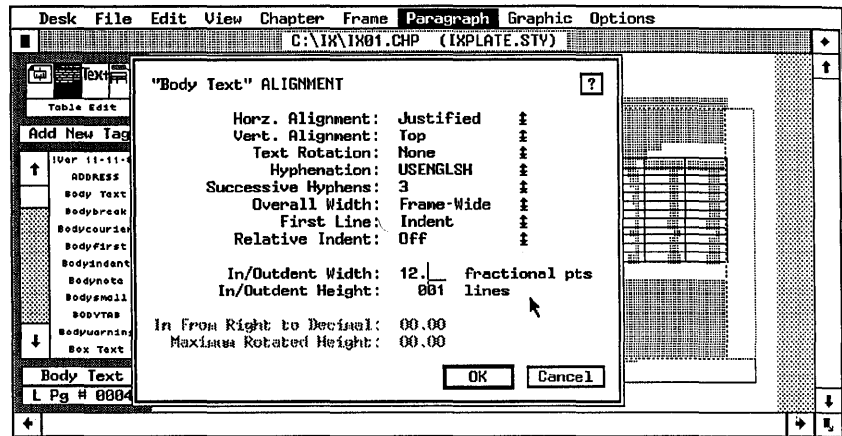 Desk File Edit View Chapter Frame Paragraph Graphic Options
C:\IX\IX01.CHP (IXPLATE.STY)
Text
Table Edit
Add New Tag
ADDRESS
Body Text
Bodybreak
Bodycourier
Bodyfirst
Bodyindent
Bodynote
Bodysmall
BODYTAB
Bodywarning
Box Text
Body Text
L Pg # 0004
"Body Text" ALIGNMENT ?
Horz. Alignment: Justified
Vert. Alignment: Top
Text Rotation: None
Hyphenation: USENGLSH
Successive Hyphens: 3
Overall Width: Frame-Wide
First Line: Indent
Relative Indent: Off
In/Outdent Width: 12.__ fractional pts
In/Outdent Height: 001 lines
In From Right to Decimal: 00.00
Maximum Rotated Height: 00.00
OK Cancel